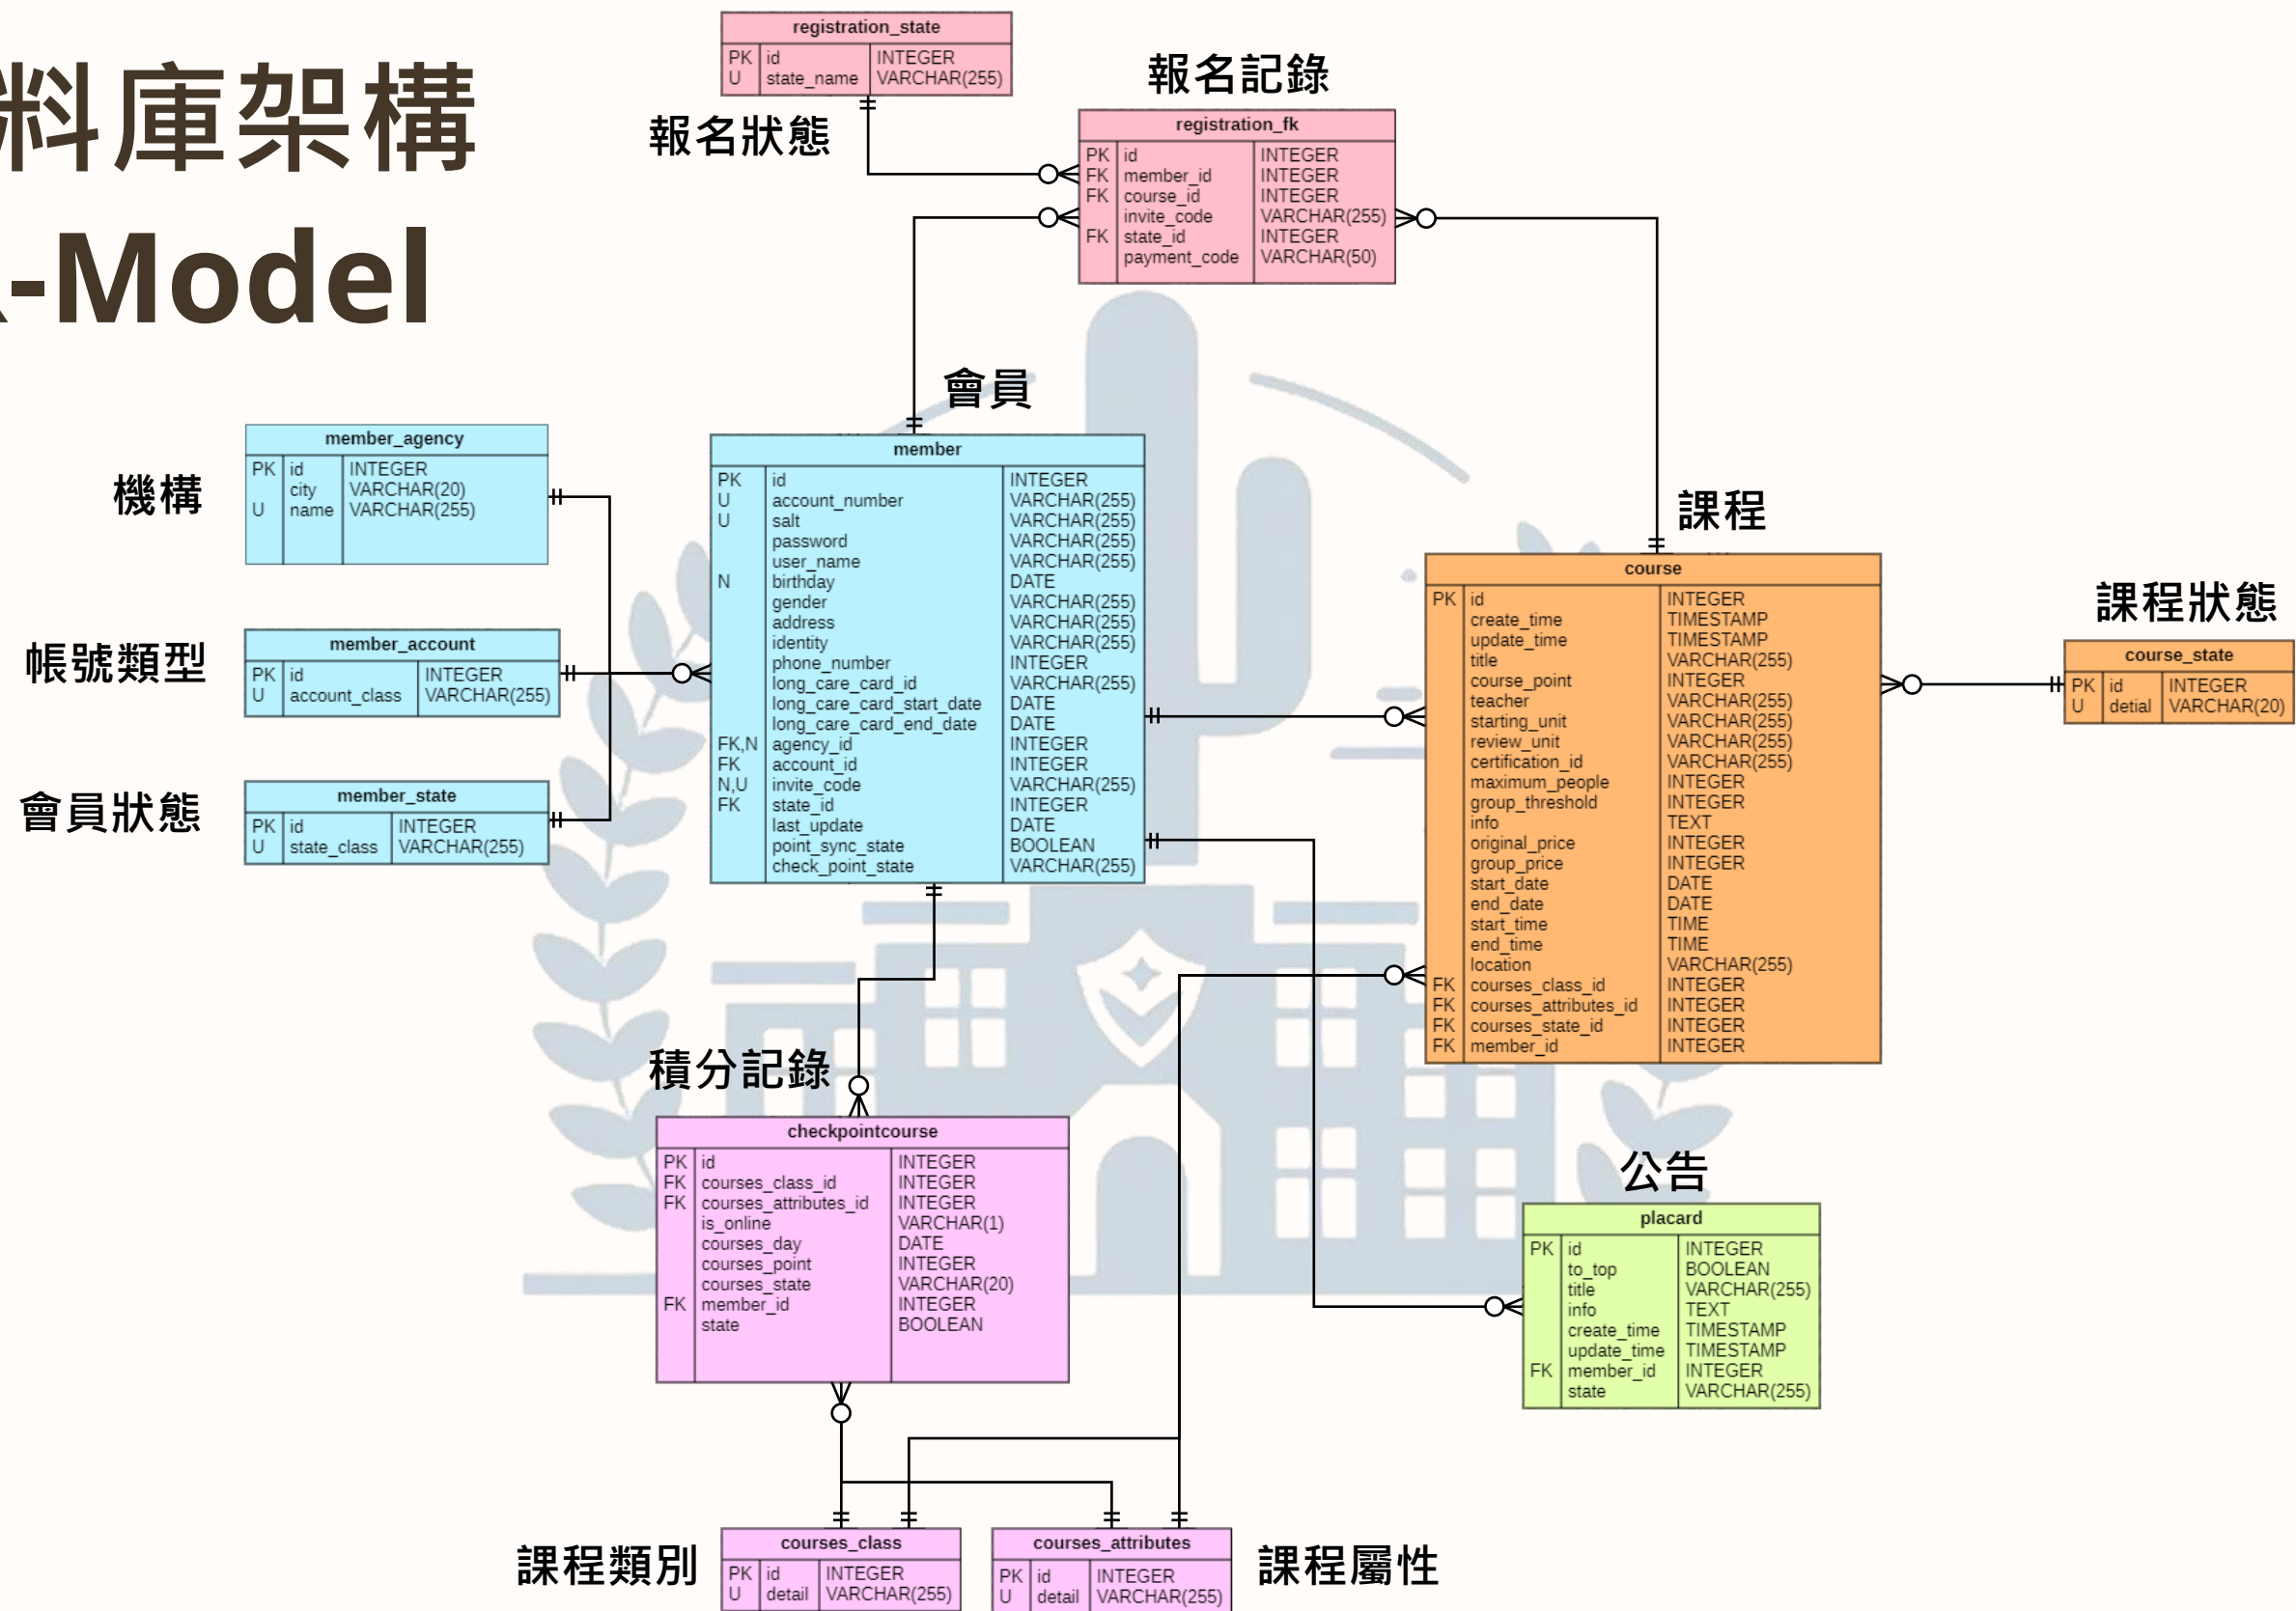 料庫架構
-Model
registration_state
PK id INTEGER
U state_name VARCHAR(255)
報名狀態
報名記錄
registration_fk
PK id INTEGER
FK member_id INTEGER
FK course_id INTEGER
invite_code VARCHAR(255)
FK state_id INTEGER
payment_code VARCHAR(50)
機構
member_agency
PK id INTEGER
city VARCHAR(20)
U name VARCHAR(255)
帳號類型
member_account
PK id INTEGER
U account_class VARCHAR(255)
會員狀態
member_state
PK id INTEGER
U state_class VARCHAR(255)
會員
member
PK id INTEGER
U account_number VARCHAR(255)
U salt VARCHAR(255)
password VARCHAR(255)
user_name VARCHAR(255)
N birthday DATE
gender VARCHAR(255)
address VARCHAR(255)
identity VARCHAR(255)
phone_number INTEGER
long_care_card_id VARCHAR(255)
long_care_card_start_date DATE
long_care_card_end_date DATE
FK,N agency_id INTEGER
FK account_id INTEGER
N,U invite_code VARCHAR(255)
FK state_id INTEGER
last_update DATE
point_sync_state BOOLEAN
check_point_state VARCHAR(255)
課程
course
PK id INTEGER
create_time TIMESTAMP
update_time TIMESTAMP
title VARCHAR(255)
course_point INTEGER
teacher VARCHAR(255)
starting_unit VARCHAR(255)
review_unit VARCHAR(255)
certification_id VARCHAR(255)
maximum_people INTEGER
group_threshold INTEGER
info TEXT
original_price INTEGER
group_price INTEGER
start_date DATE
end_date DATE
start_time TIME
end_time TIME
location VARCHAR(255)
FK courses_class_id INTEGER
FK courses_attributes_id INTEGER
FK courses_state_id INTEGER
FK member_id INTEGER
課程狀態
course_state
PK id INTEGER
U detial VARCHAR(20)
積分記錄
checkpointcourse
PK id INTEGER
FK courses_class_id INTEGER
FK courses_attributes_id INTEGER
is_online VARCHAR(1)
courses_day DATE
courses_point INTEGER
courses_state VARCHAR(20)
FK member_id INTEGER
state BOOLEAN
公告
placard
PK id INTEGER
to_top BOOLEAN
title VARCHAR(255)
info TEXT
create_time TIMESTAMP
update_time TIMESTAMP
FK member_id INTEGER
state VARCHAR(255)
課程類別
courses_class
PK id INTEGER
U detail VARCHAR(255)
courses_attributes
PK id INTEGER
U detail VARCHAR(255)
課程屬性